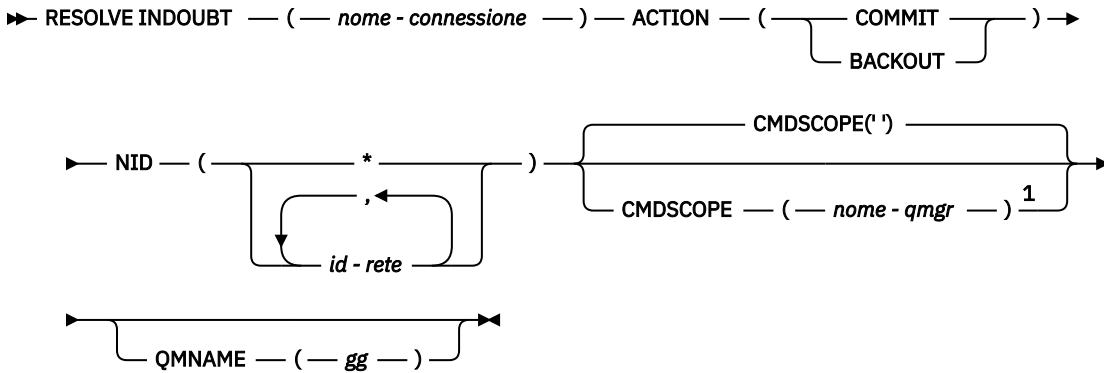 RESOLVE INDOUBT ( nome - connessione ) ACTION ( COMMIT )
BACKOUT
CMDSCOPE(' ')
NID ( * )
,
CMDSCOPE ( nome - qmgr ) 1
id - rete
QMNAME ( gg )